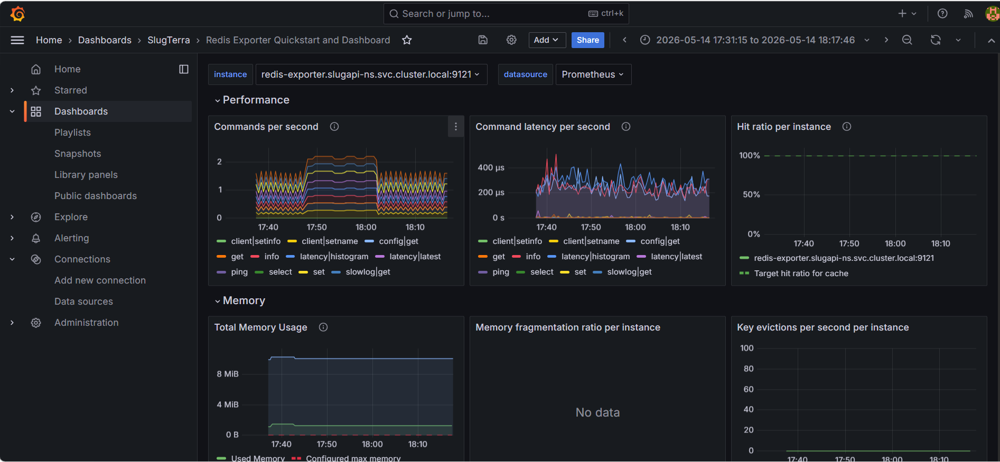 Search or jump to... ctrl+k
Home › Dashboards › SlugTerra › Redis Exporter Quickstart and Dashboard Add Share 2026-05-14 17:31:15 to 2026-05-14 18:17:46
Home
Starred
Dashboards
Playlists
Snapshots
Library panels
Public dashboards
Explore
Alerting
Connections
Add new connection
Data sources
Administration
instance redis-exporter.slugapi-ns.svc.cluster.local:9121 datasource Prometheus
Performance
Commands per second
2
1
0
17:40 17:50 18:00 18:10
client|setinfo client|setname config|get
get info latency|histogram latency|latest
ping select set slowlog|get
Command latency per second
400 µs
200 µs
0 s
17:40 17:50 18:00 18:10
client|setinfo client|setname config|get
get info latency|histogram latency|latest
ping select set slowlog|get
Hit ratio per instance
100%
50%
0%
17:40 17:50 18:00 18:10
redis-exporter.slugapi-ns.svc.cluster.local:9121
Target hit ratio for cache
Memory
Total Memory Usage
8 MiB
4 MiB
0 B
17:40 17:50 18:00 18:10
Used Memory Configured max memory
Memory fragmentation ratio per instance
No data
Key evictions per second per instance
100
80
60
40
20
0
17:40 17:50 18:00 18:10